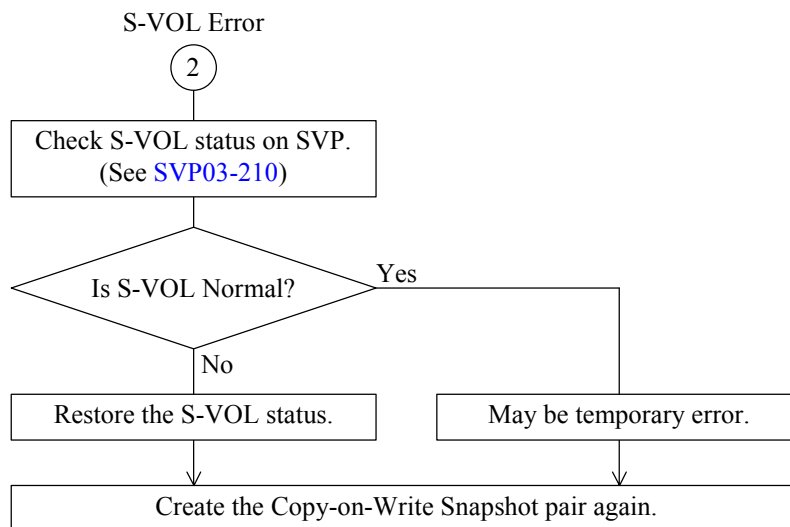 S-VOL Error
2
Check S-VOL status on SVP.
(See SVP03-210)
Is S-VOL Normal?
Yes
No
Restore the S-VOL status.
May be temporary error.
Create the Copy-on-Write Snapshot pair again.